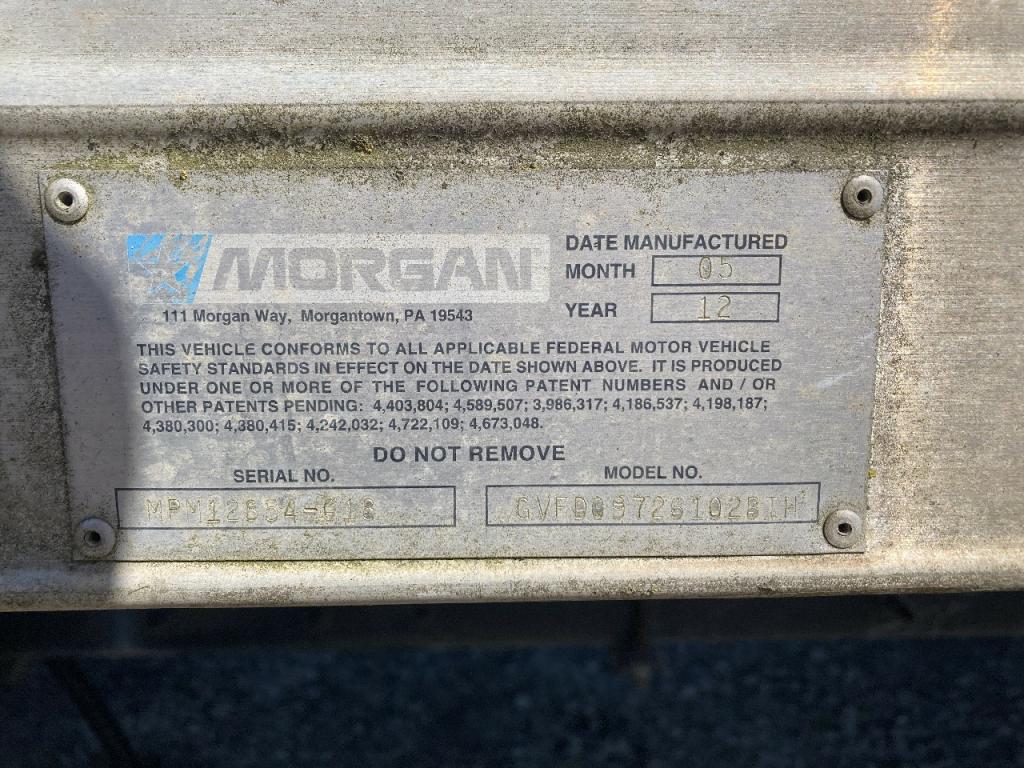 MORGAN
111 Morgan Way, Morgantown, PA 19543
DATE MANUFACTURED
MONTH 05
YEAR 12
THIS VEHICLE CONFORMS TO ALL APPLICABLE FEDERAL MOTOR VEHICLE
SAFETY STANDARDS IN EFFECT ON THE DATE SHOWN ABOVE. IT IS PRODUCED
UNDER ONE OR MORE OF THE FOLLOWING PATENT NUMBERS AND / OR
OTHER PATENTS PENDING: 4,403,804; 4,589,507; 3,986,317; 4,186,537; 4,198,187;
4,380,300; 4,380,415; 4,242,032; 4,722,109; 4,673,048.
DO NOT REMOVE
SERIAL NO.
MODEL NO.